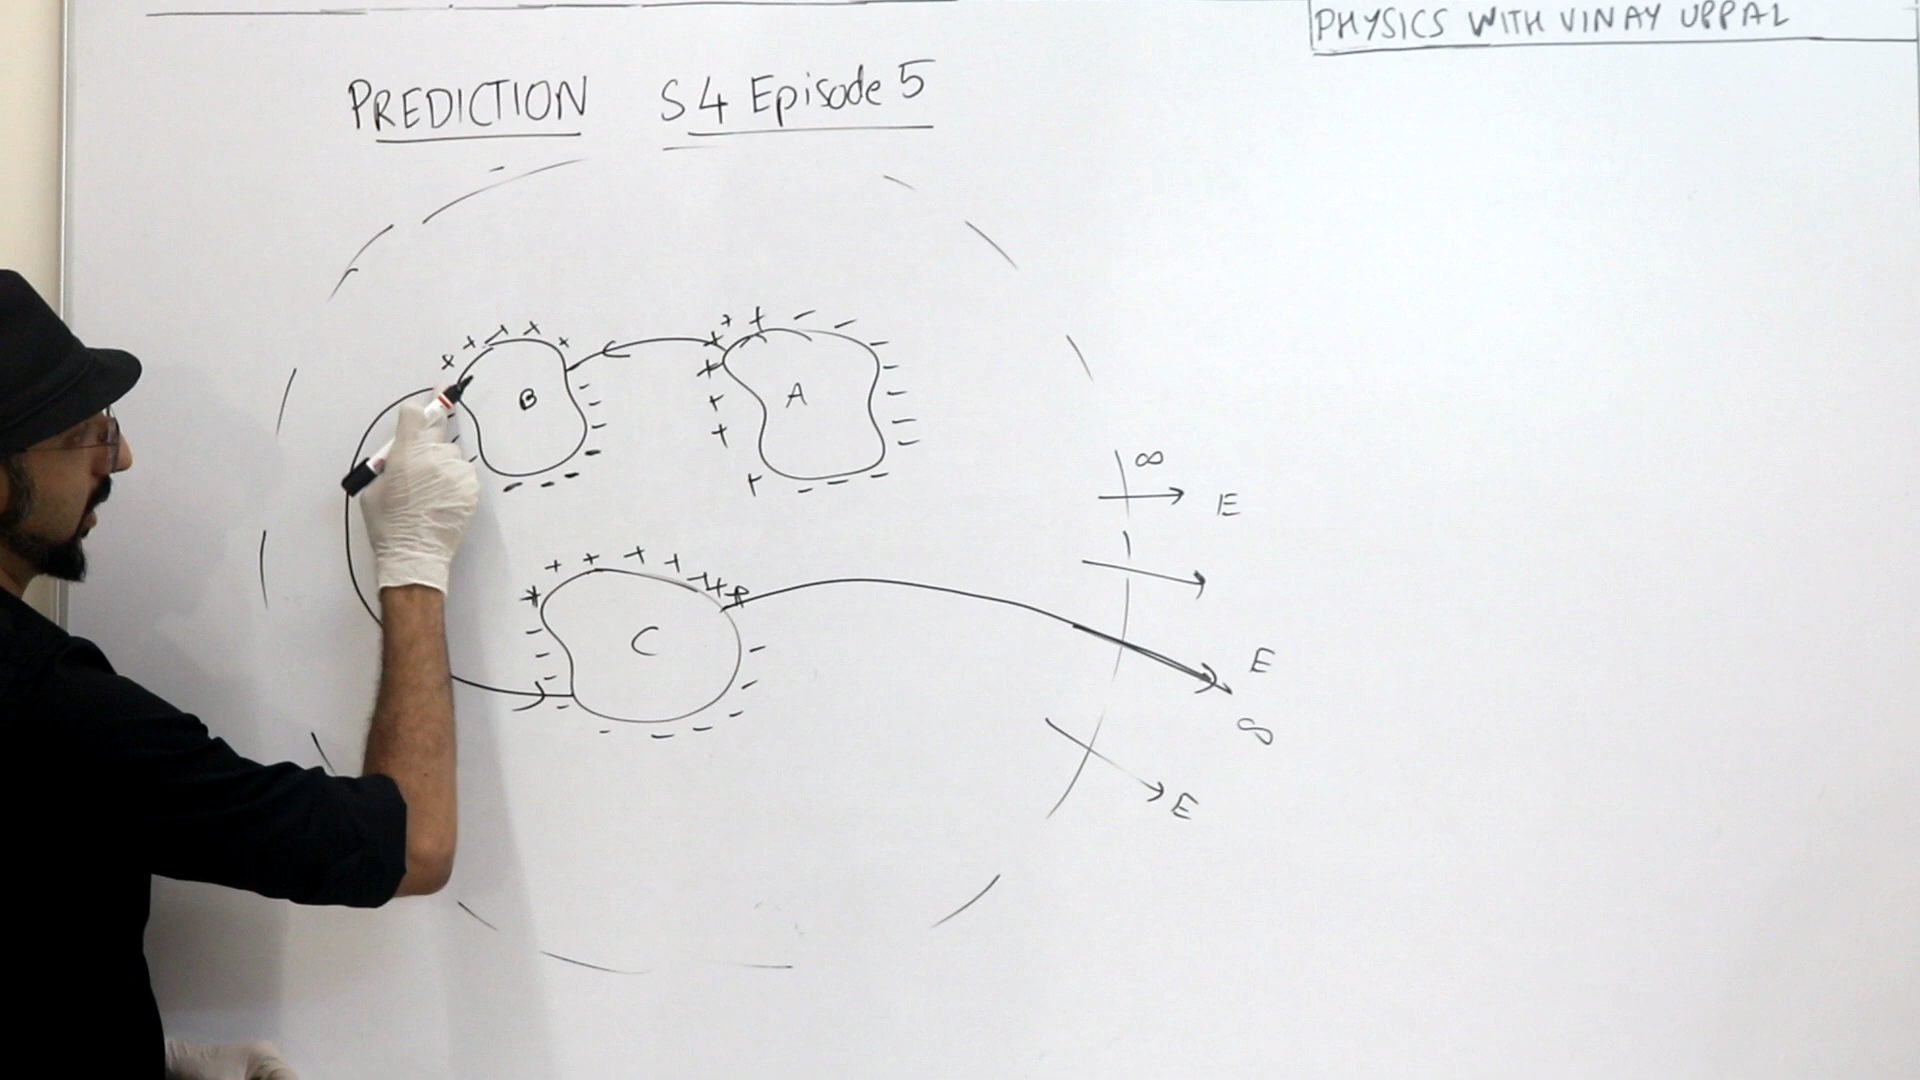 PHYSICS WITH VINAY UPPAL
PREDICTION S4 Episode 5
B
A
∞
E
C
E
∞
E